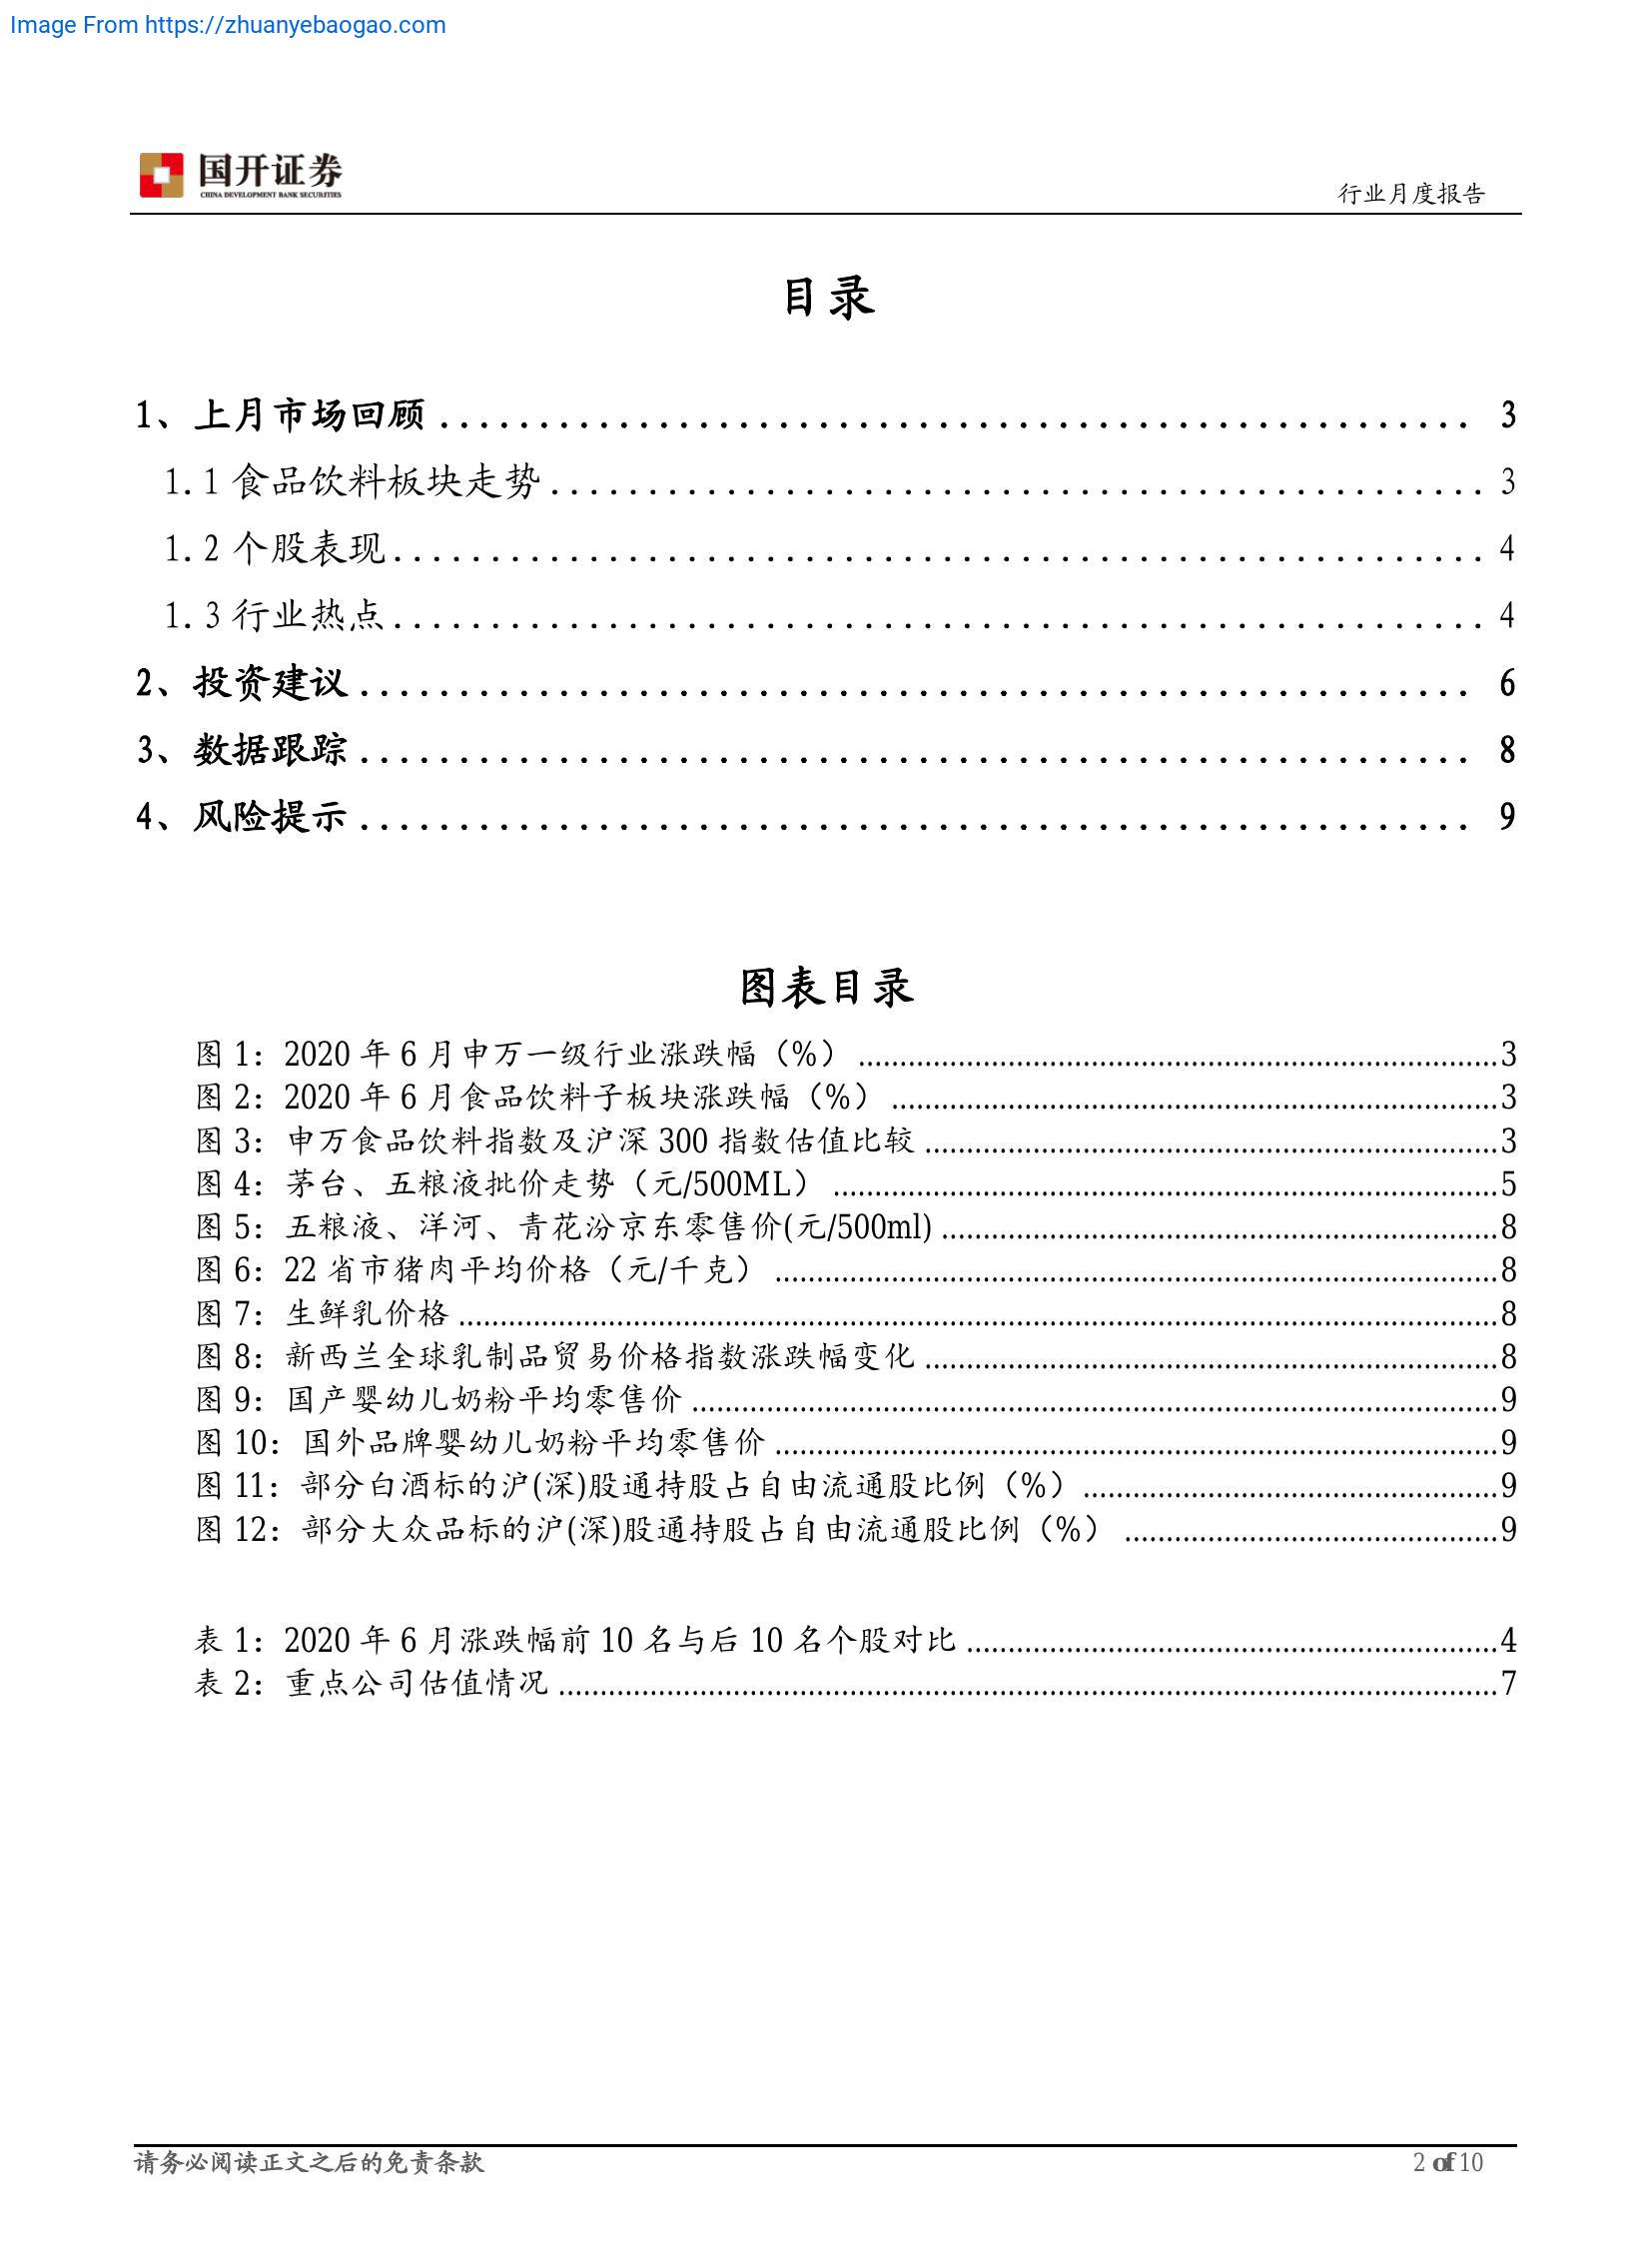 Image From https://zhuanyebaogao.com
国开证券
CHINA DEVELOPMENT BANK SECURITIES
行业月度报告
目录
1、上月市场回顾 .................................................... 3
1.1 食品饮料板块走势 ................................................ 3
1.2 个股表现 ........................................................ 4
1.3 行业热点 ........................................................ 4
2、投资建议 ........................................................ 6
3、数据跟踪 ........................................................ 8
4、风险提示 ........................................................ 9
图表目录
图 1：2020 年 6 月申万一级行业涨跌幅（%） ........................................ 3
图 2：2020 年 6 月食品饮料子板块涨跌幅（%） ........................................ 3
图 3：申万食品饮料指数及沪深 300 指数估值比较 ........................................ 3
图 4：茅台、五粮液批价走势（元/500ML） ........................................ 5
图 5：五粮液、洋河、青花汾京东零售价(元/500ml) ........................................ 8
图 6：22 省市猪肉平均价格（元/千克） ........................................ 8
图 7：生鲜乳价格 ........................................ 8
图 8：新西兰全球乳制品贸易价格指数涨跌幅变化 ........................................ 8
图 9：国产婴幼儿奶粉平均零售价 ........................................ 9
图 10：国外品牌婴幼儿奶粉平均零售价 ........................................ 9
图 11：部分白酒标的沪(深)股通持股占自由流通股比例（%） ........................................ 9
图 12：部分大众品标的沪(深)股通持股占自由流通股比例（%） ........................................ 9
表 1：2020 年 6 月涨跌幅前 10 名与后 10 名个股对比 ........................................ 4
表 2：重点公司估值情况 ........................................ 7
请务必阅读正文之后的免责条款
2 of 10